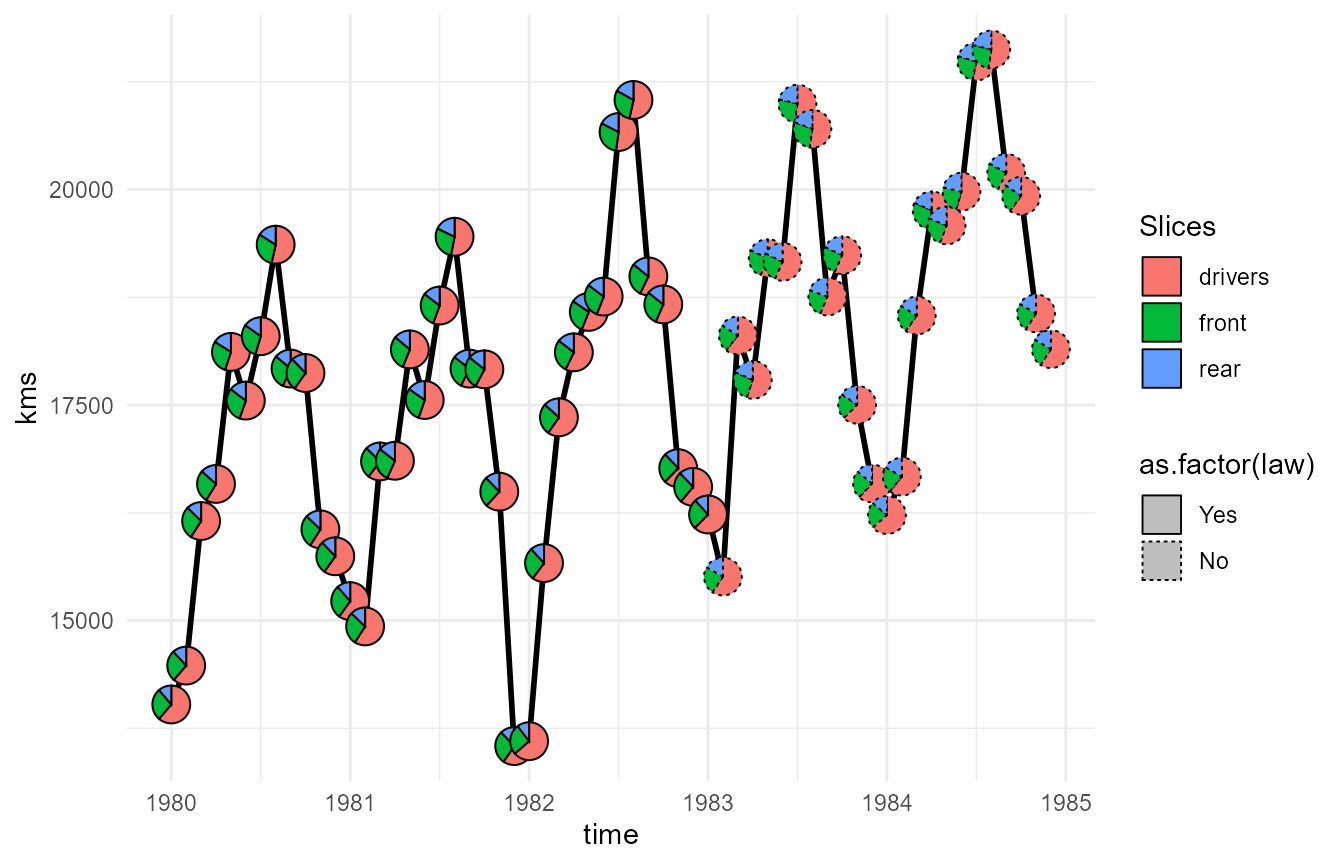 20000
17500
15000
kms
1980
1981
1982
1983
1984
1985
time
Slices
drivers
front
rear
as.factor(law)
Yes
No